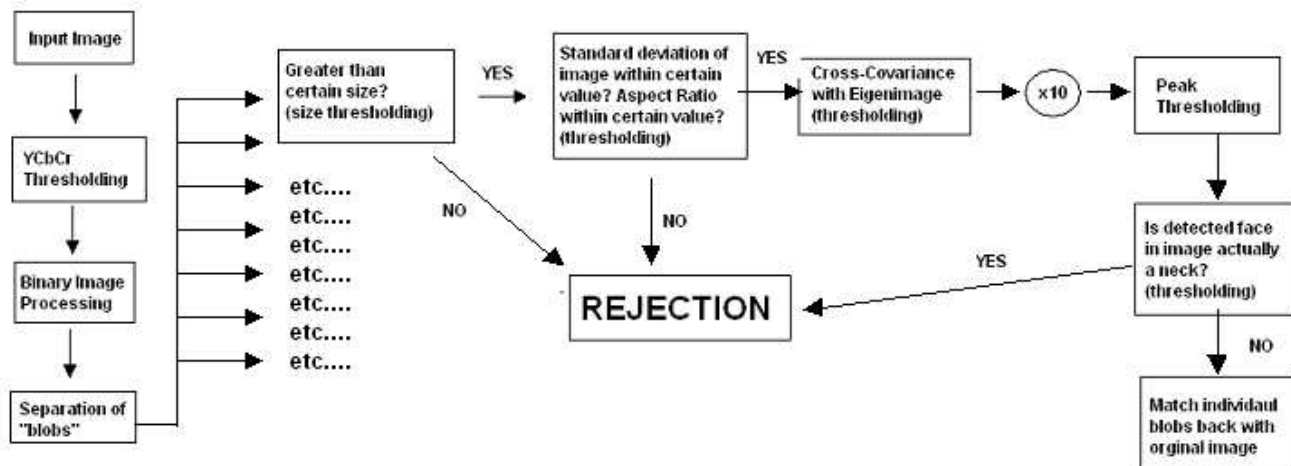 Input Image
YCbCr
Thresholding
Binary Image
Processing
Separation of
"blobs"
Greater than
certain size?
(size thresholding)
YES
NO
etc....
etc....
etc....
etc....
etc....
etc....
etc....
Standard deviation of
image within certain
value? Aspect Ratio
within certain value?
(thresholding)
YES
NO
Cross-Covariance
with Eigenimage
(thresholding)
x10
Peak
Thresholding
Is detected face
in image actually
a neck?
(thresholding)
YES
NO
REJECTION
Match individaul
blobs back with
orginal image